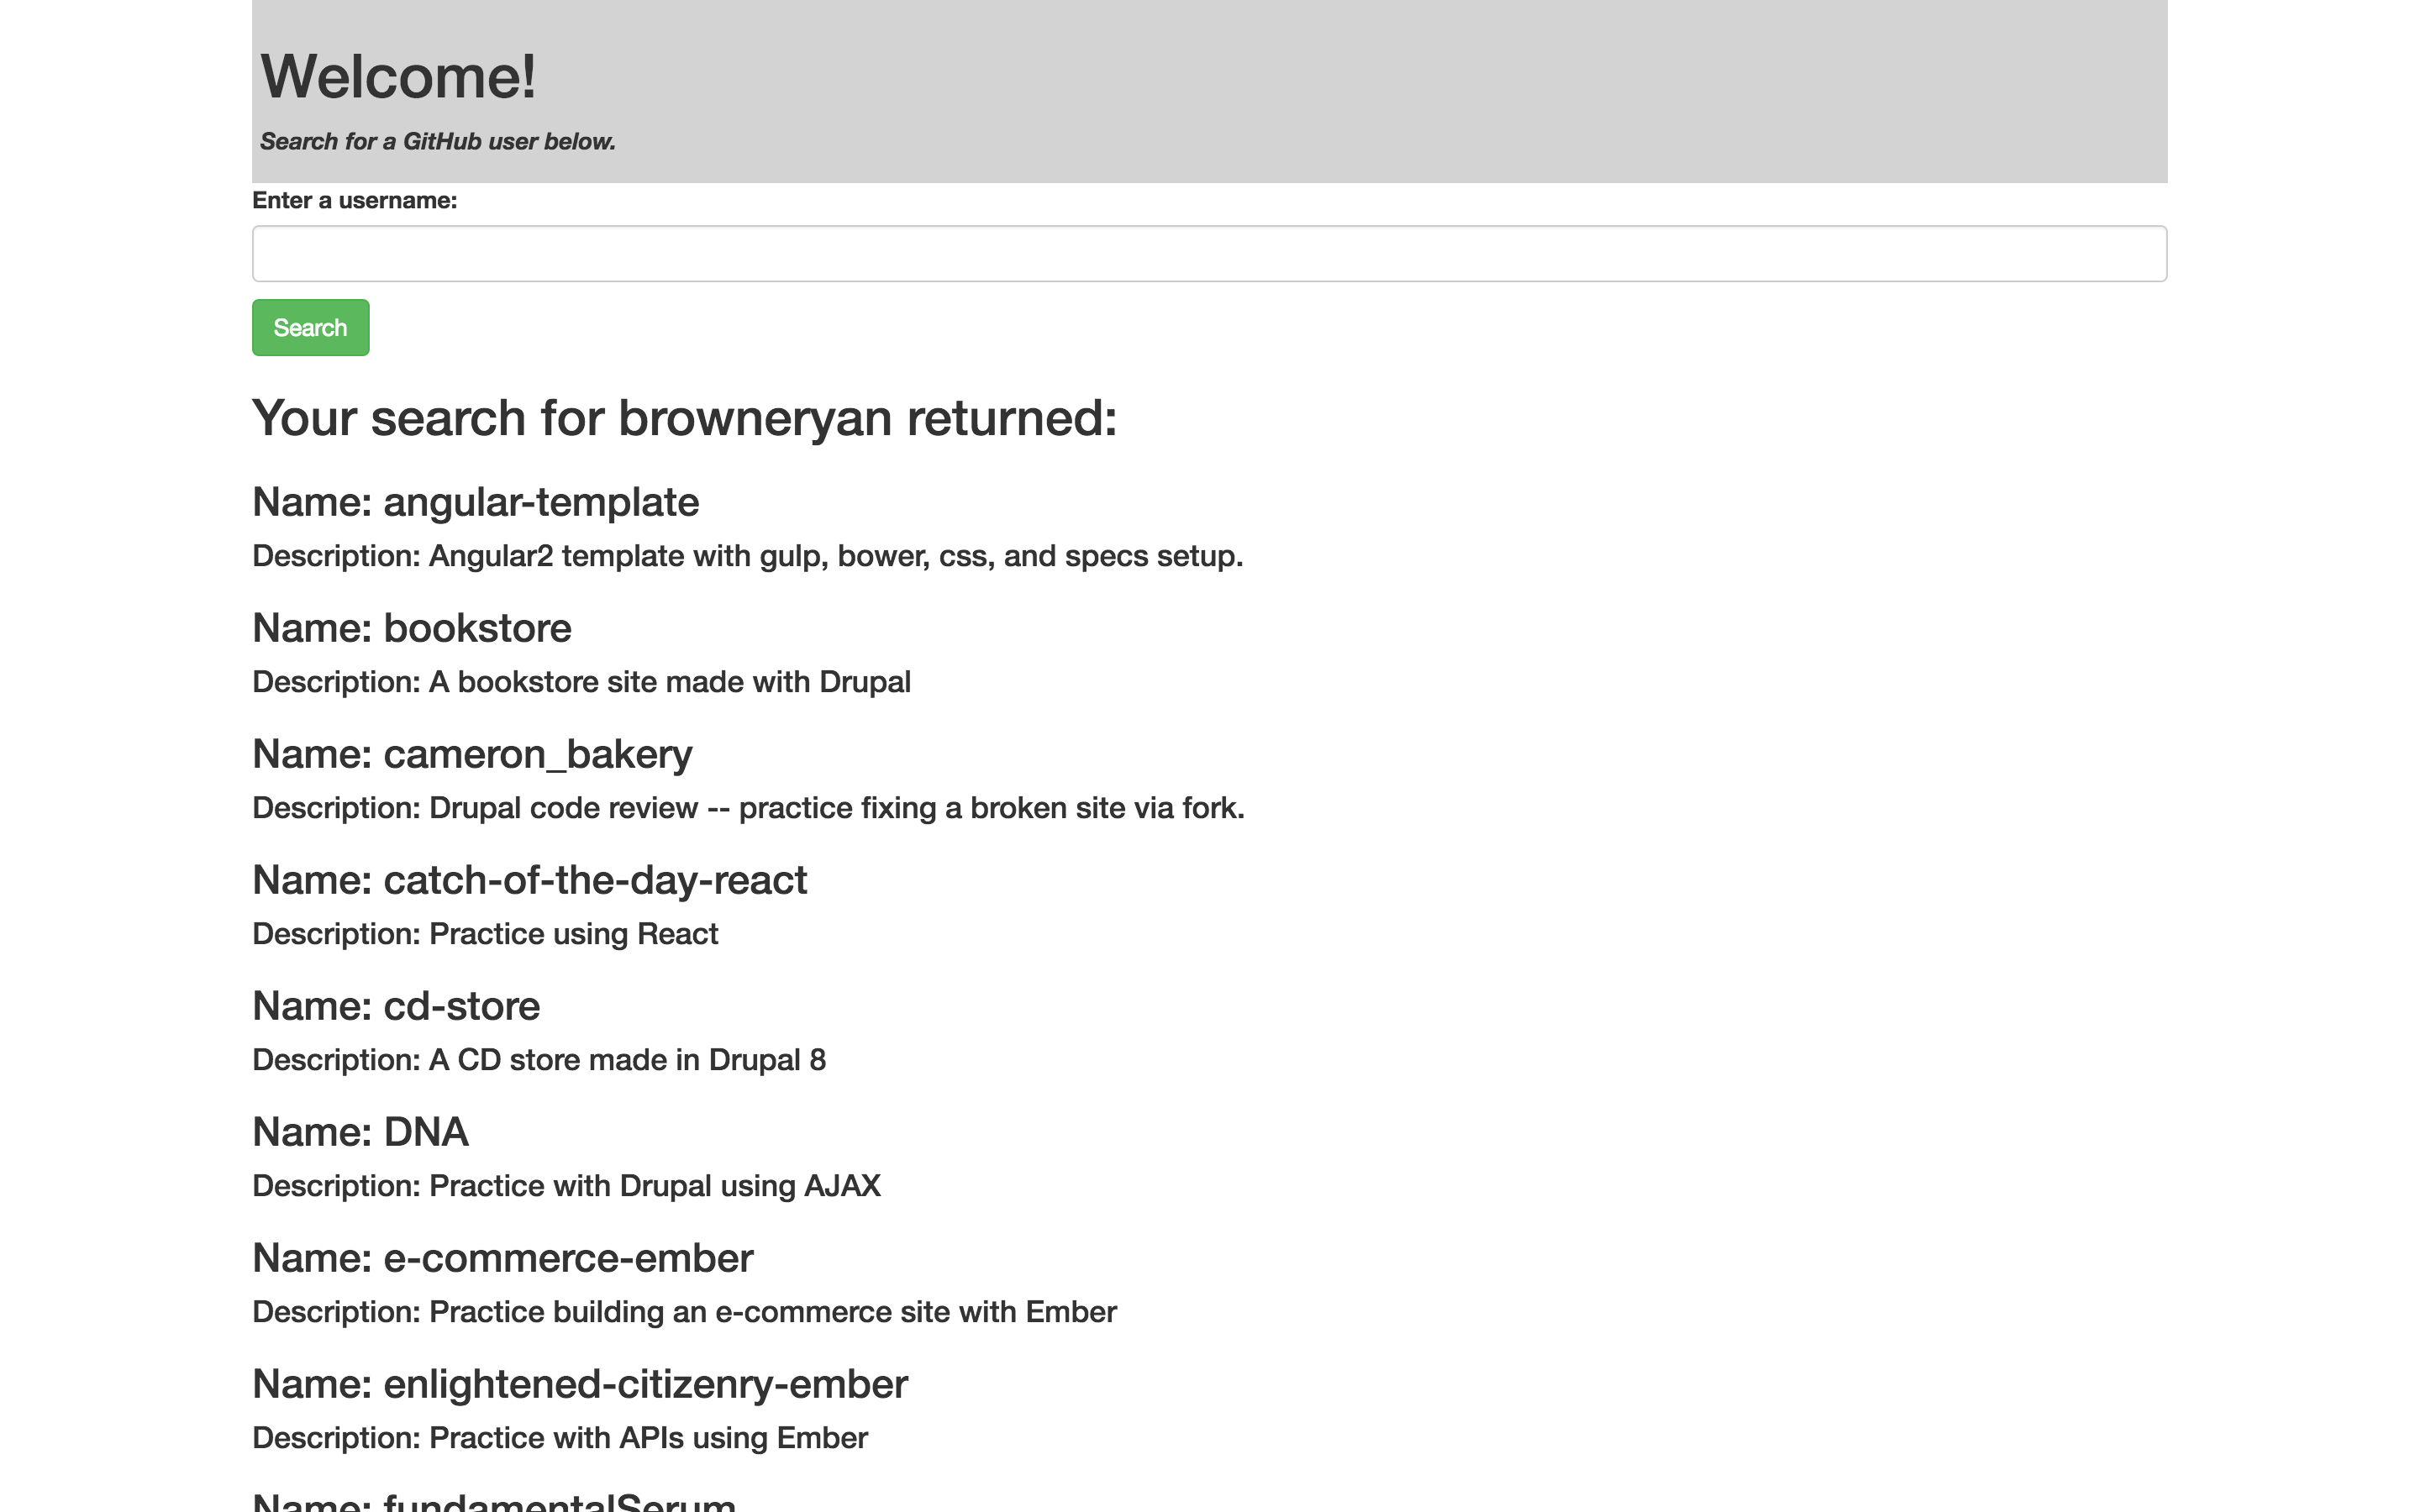 Welcome!
Search for a GitHub user below.
Enter a username:
Search
Your search for browneryan returned:
Name: angular-template
Description: Angular2 template with gulp, bower, css, and specs setup.
Name: bookstore
Description: A bookstore site made with Drupal
Name: cameron_bakery
Description: Drupal code review -- practice fixing a broken site via fork.
Name: catch-of-the-day-react
Description: Practice using React
Name: cd-store
Description: A CD store made in Drupal 8
Name: DNA
Description: Practice with Drupal using AJAX
Name: e-commerce-ember
Description: Practice building an e-commerce site with Ember
Name: enlightened-citizenry-ember
Description: Practice with APIs using Ember
Name: fundamentalSerum